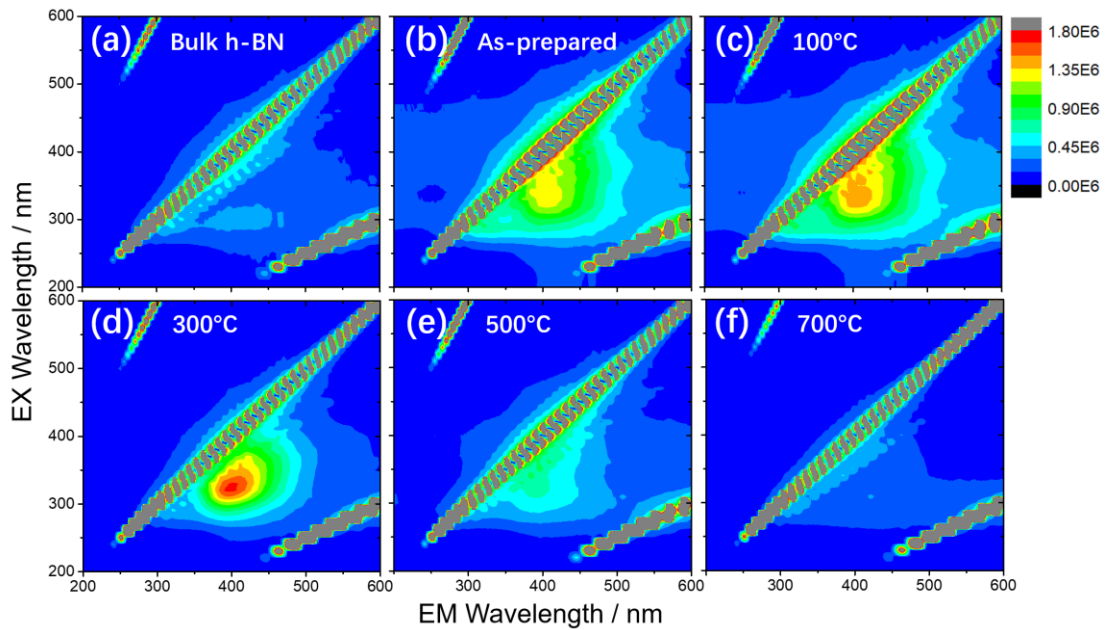 (a) Bulk h-BN
(b) As-prepared
(c) 100°C
(d) 300°C
(e) 500°C
(f) 700°C
1.80E6
1.35E6
0.90E6
0.45E6
0.00E6
EX Wavelength / nm
600
500
400
300
200
600
500
400
300
200
200 300 400 500 600
300 400 500 600
300 400 500 600
EM Wavelength / nm